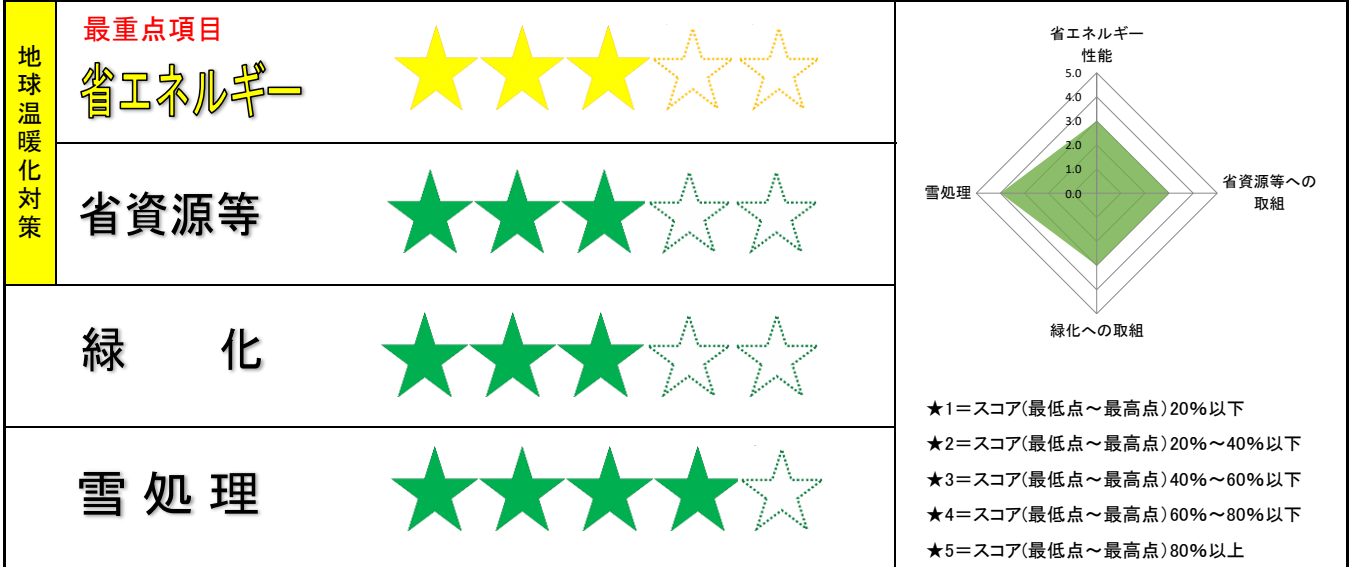 地球温暖化対策
最重点項目
省エネルギー
省資源等
緑化
雪処理
省エネルギー
性能
5.0
4.0
3.0
2.0
1.0
0.0
雪処理
省資源等への
取組
緑化への取組
★1＝スコア(最低点～最高点)20%以下
★2＝スコア(最低点～最高点)20%～40%以下
★3＝スコア(最低点～最高点)40%～60%以下
★4＝スコア(最低点～最高点)60%～80%以下
★5＝スコア(最低点～最高点)80%以上